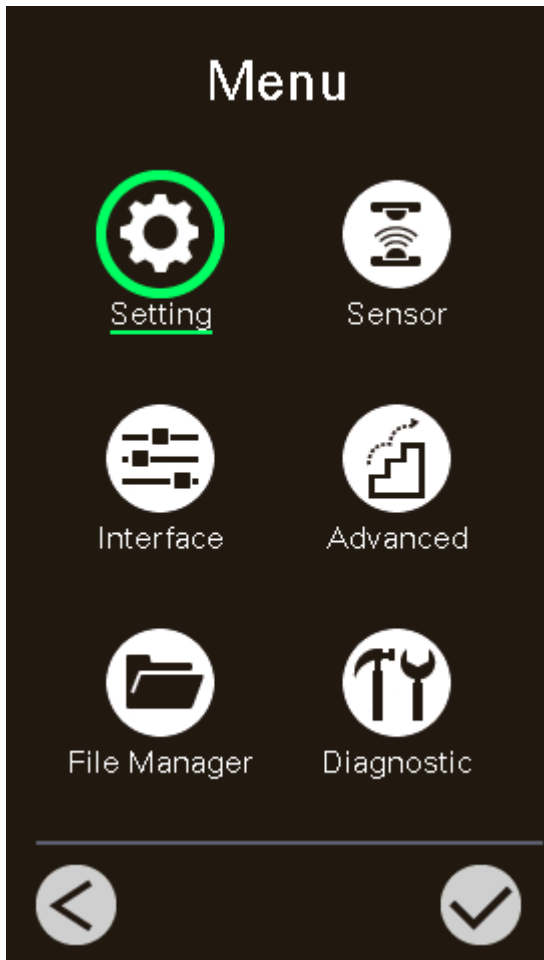 Menu
Setting
Sensor
Interface
Advanced
File Manager
Diagnostic